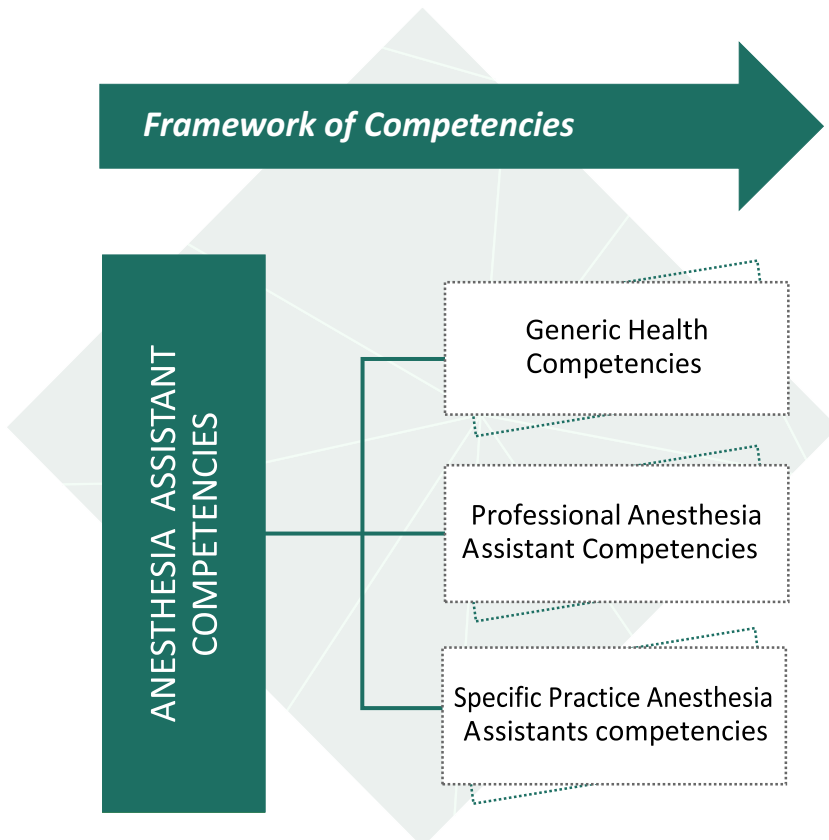 Framework of Competencies
ANESTHESIA ASSISTANT
COMPETENCIES
Generic Health
Competencies
Professional Anesthesia
Assistant Competencies
Specific Practice Anesthesia
Assistants competencies